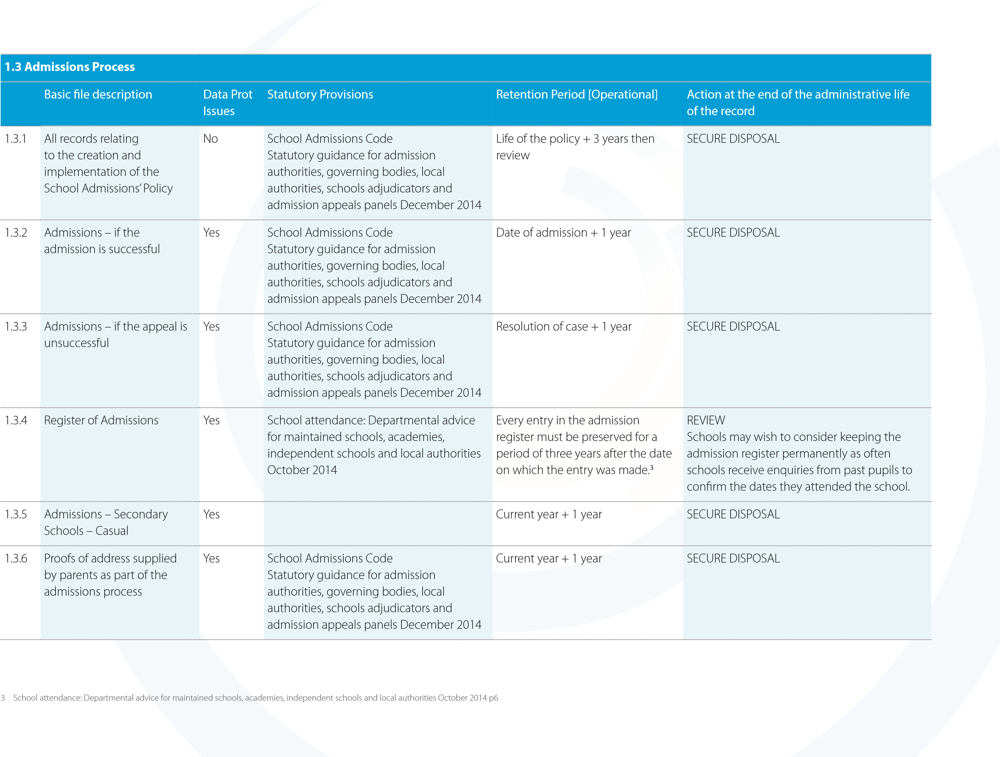 1.3 Admissions Process
Basic file description
Data Prot
Issues
Statutory Provisions
Retention Period [Operational]
Action at the end of the administrative life
of the record
1.3.1
All records relating
to the creation and
implementation of the
School Admissions’ Policy
No
School Admissions Code
Statutory guidance for admission
authorities, governing bodies, local
authorities, schools adjudicators and
admission appeals panels December 2014
Life of the policy + 3 years then
review
SECURE DISPOSAL
1.3.2
Admissions – if the
admission is successful
Yes
School Admissions Code
Statutory guidance for admission
authorities, governing bodies, local
authorities, schools adjudicators and
admission appeals panels December 2014
Date of admission + 1 year
SECURE DISPOSAL
1.3.3
Admissions – if the appeal is
unsuccessful
Yes
School Admissions Code
Statutory guidance for admission
authorities, governing bodies, local
authorities, schools adjudicators and
admission appeals panels December 2014
Resolution of case + 1 year
SECURE DISPOSAL
1.3.4
Register of Admissions
Yes
School attendance: Departmental advice
for maintained schools, academies,
independent schools and local authorities
October 2014
Every entry in the admission
register must be preserved for a
period of three years after the date
on which the entry was made.³
REVIEW
Schools may wish to consider keeping the
admission register permanently as often
schools receive enquiries from past pupils to
confirm the dates they attended the school.
1.3.5
Admissions – Secondary
Schools – Casual
Yes
Current year + 1 year
SECURE DISPOSAL
1.3.6
Proofs of address supplied
by parents as part of the
admissions process
Yes
School Admissions Code
Statutory guidance for admission
authorities, governing bodies, local
authorities, schools adjudicators and
admission appeals panels December 2014
Current year + 1 year
SECURE DISPOSAL
3 School attendance: Departmental advice for maintained schools, academies, independent schools and local authorities October 2014 p6